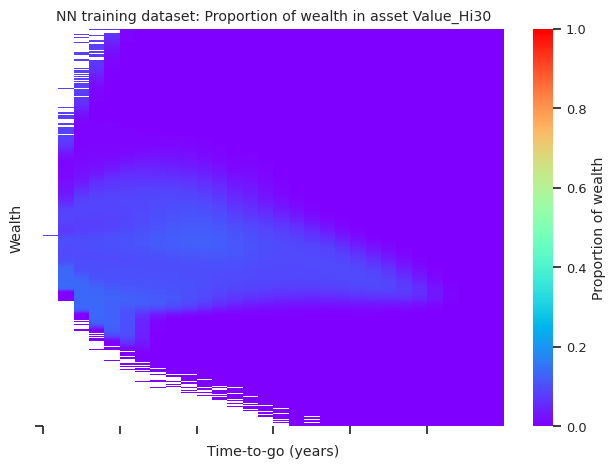 NN training dataset: Proportion of wealth in asset Value_Hi30
Wealth
Time-to-go (years)
1.0
0.8
0.6
0.4
0.2
0.0
Proportion of wealth